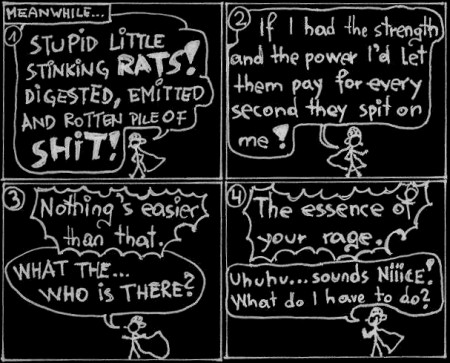 MEANWHILE...
1
STUPID LITTLE
STINKING RATS!
DIGESTED, EMITTED
AND ROTTEN PILE OF
SHIT!
2
If I had the strength
and the power I'd let
them pay for every
second they spit on
me!
3
Nothing's easier
than that.
WHAT THE...
WHO is THERE?
4
The essence of
your rage.
Uhuhu... sounds Niiice!
What do I have to do?